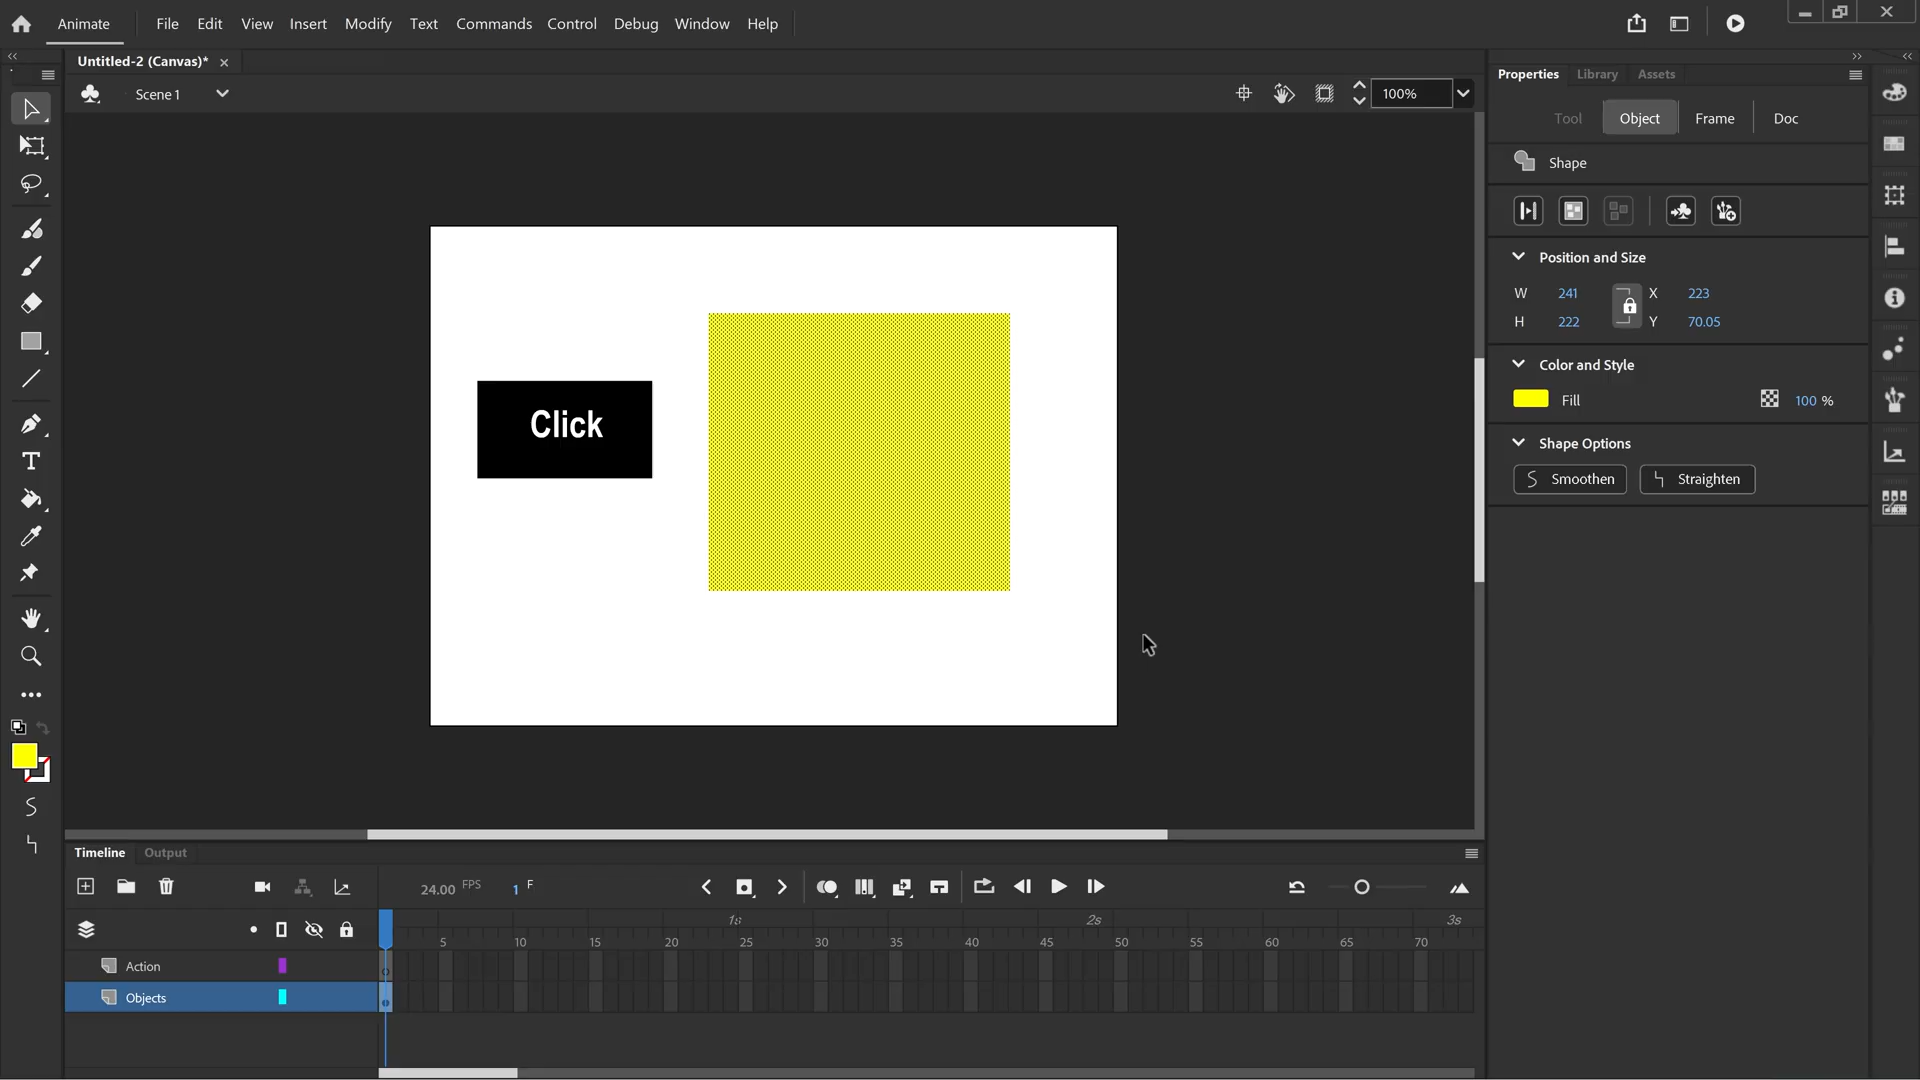 Animate File Edit View Insert Modify Text Commands Control Debug Window Help
Untitled-2 (Canvas)*
Scene 1
100%
Properties Library Assets
Tool Object Frame Doc
Shape
Position and Size
W 241 X 223
H 222 Y 70.05
Color and Style
Fill 100 %
Shape Options
Smoothen Straighten
Click
Timeline Output
24.00 FPS 1 F
1s 2s 3s
5 10 15 20 25 30 35 40 45 50 55 60 65 70
Action
Objects